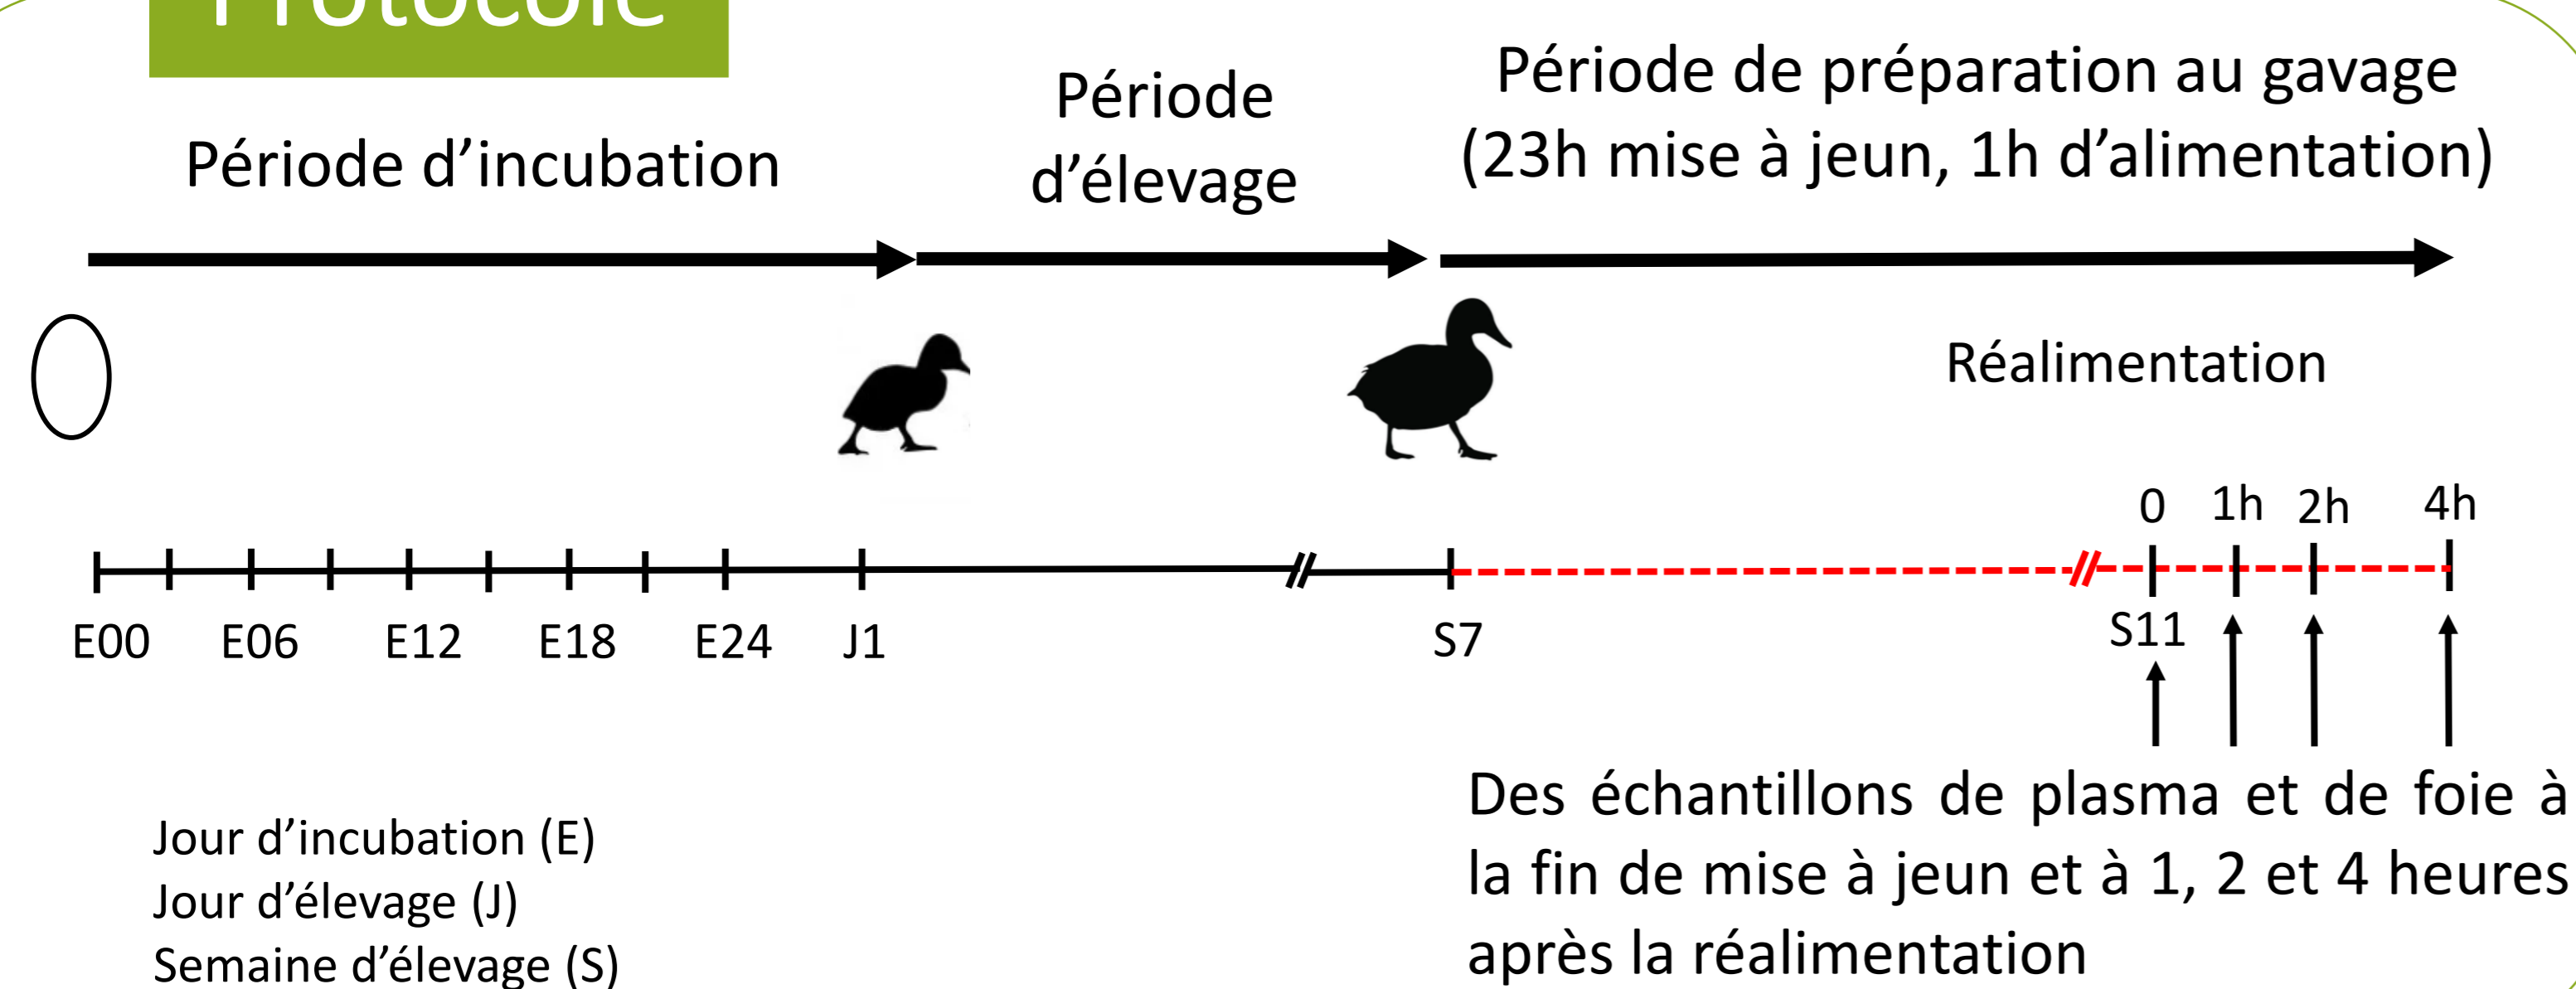 Protocole
Période d'incubation
Période
d'élevage
Période de préparation au gavage
(23h mise à jeun, 1h d'alimentation)
Réalimentation
0 1h 2h 4h
E00 E06 E12 E18 E24 J1 S7 S11
Jour d'incubation (E)
Jour d'élevage (J)
Semaine d'élevage (S)
Des échantillons de plasma et de foie à
la fin de mise à jeun et à 1, 2 et 4 heures
après la réalimentation